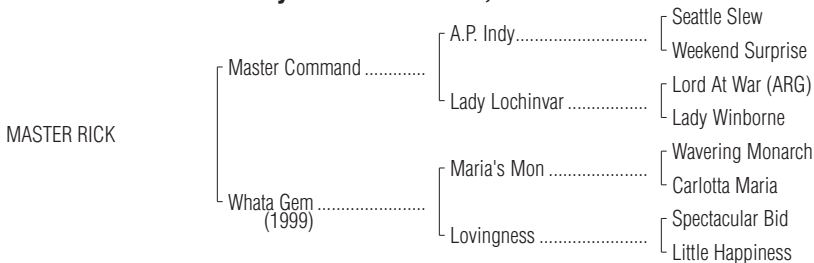 Seattle Slew
A.P. Indy..............................
Weekend Surprise
Master Command .............
Lord At War (ARG)
Lady Lochinvar ..................
Lady Winborne
MASTER RICK
Wavering Monarch
Maria's Mon ......................
Carlotta Maria
Whata Gem ........................
(1999)
Spectacular Bid
Lovingness ........................
Little Happiness